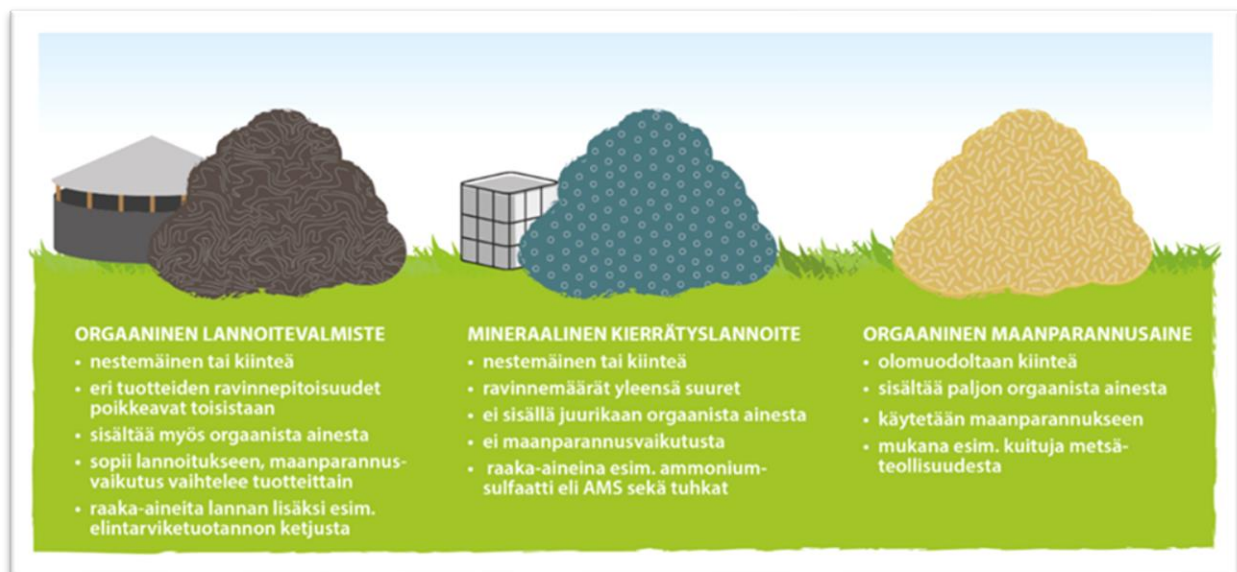 ORGAANINEN LANNOITEVALMISTE
• nestemäinen tai kiinteä
• eri tuotteiden ravinnepitoisuudet
poikkeavat toisistaan
• sisältää myös orgaanista ainesta
• sopii lannoitukseen, maanparannus-
vaikutus vaihtelee tuotteittain
• raaka-aineita lannan lisäksi esim.
elintarviketuotannon ketjusta
MINERAALINEN KIERRÄTYSLANNOITE
• nestemäinen tai kiinteä
• ravinnemäärät yleensä suuret
• ei sisällä juurikaan orgaanista ainesta
• ei maanparannusvaikutusta
• raaka-aineina esim. ammonium-
sulfaatti eli AMS sekä tuhkat
ORGAANINEN MAANPARANNUSAINE
• olomuodoltaan kiinteä
• sisältää paljon orgaanista ainesta
• käytetään maanparannukseen
• mukana esim. kuituja metsä-
teollisuudesta